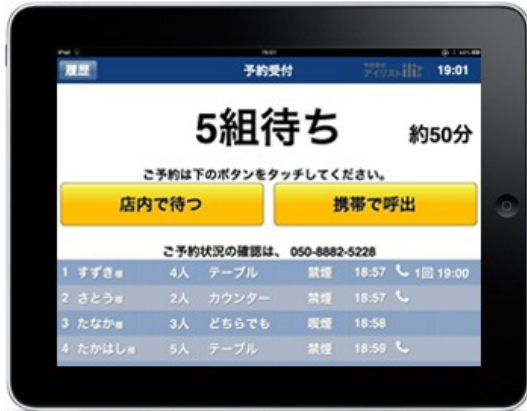 iPad
19:01
履歴 予約受付 アイリスト 19:01
5組待ち 約50分
ご予約は下のボタンをタッチしてください。
店内で待つ 携帯で呼出
ご予約状況の確認は、 050-8882-5228
1 すずき様 4人 テーブル 禁煙 18:57 1回 19:00
2 さとう様 2人 カウンター 禁煙 18:57
3 たなか様 3人 どちらでも 喫煙 18:58
4 たかはし様 5人 テーブル 禁煙 18:59